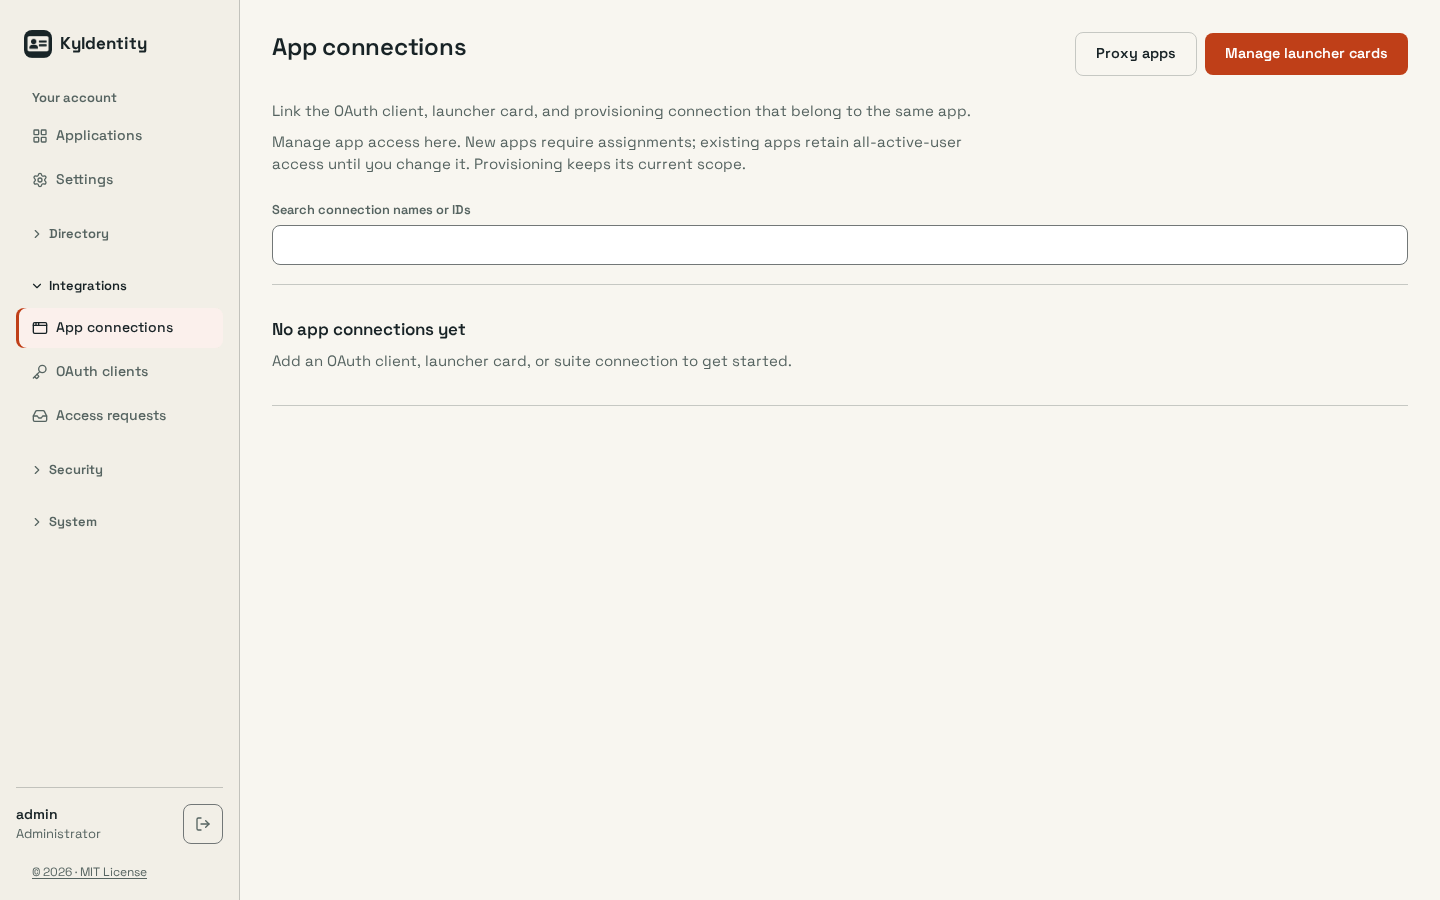 KyIdentity
Your account
Applications
Settings
Directory
Integrations
App connections
OAuth clients
Access requests
Security
System
admin
Administrator
© 2026 · MIT License
App connections
Proxy apps
Manage launcher cards
Link the OAuth client, launcher card, and provisioning connection that belong to the same app.
Manage app access here. New apps require assignments; existing apps retain all-active-user
access until you change it. Provisioning keeps its current scope.
Search connection names or IDs
No app connections yet
Add an OAuth client, launcher card, or suite connection to get started.